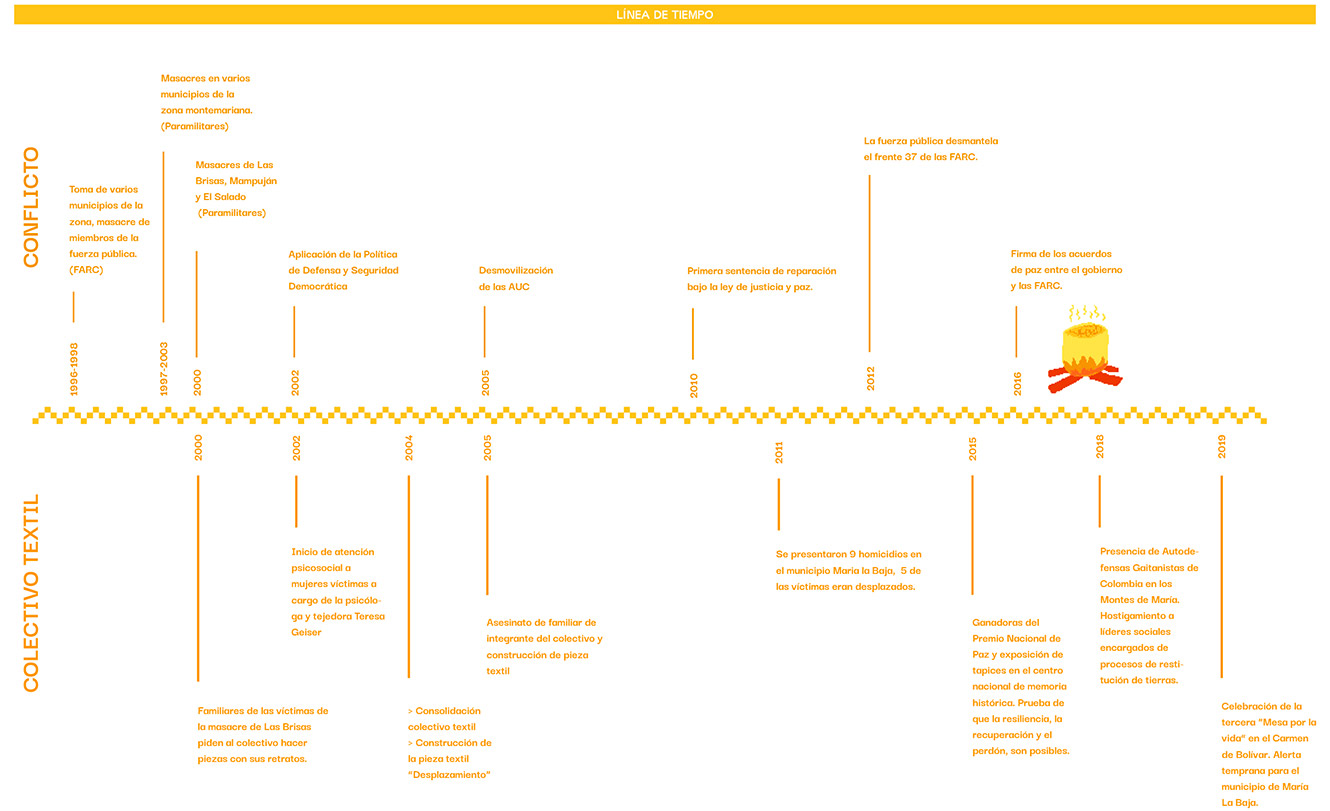 LÍNEA DE TIEMPO
CONFLICTO
Toma de varios
municipios de la
zona, masacre de
miembros de la
fuerza pública.
(FARC)
1996-1998
Masacres en varios
municipios de la
zona montemariana.
(Paramilitares)
1997-2003
Masacres de Las
Brisas, Mampuján
y El Salado
(Paramilitares)
2000
Aplicación de la Política
de Defensa y Seguridad
Democrática
2002
Desmovilización
de las AUC
2005
Primera sentencia de reparación
bajo la ley de justicia y paz.
2010
La fuerza pública desmantela
el frente 37 de las FARC.
2012
Firma de los acuerdos
de paz entre el gobierno
y las FARC.
2016
COLECTIVO TEXTIL
2000
Familiares de las víctimas de
la masacre de Las Brisas
piden al colectivo hacer
piezas con sus retratos.
2002
Inicio de atención
psicosocial a
mujeres víctimas a
cargo de la psicólo-
ga y tejedora Teresa
Geiser
2004
> Consolidación
colectivo textil
> Construcción de
la pieza textil
"Desplazamiento"
2005
Asesinato de familiar de
integrante del colectivo y
construcción de pieza
textil
2011
Se presentaron 9 homicidios en
el municipio Maria la Baja, 5 de
las víctimas eran desplazados.
2015
Ganadoras del
Premio Nacional de
Paz y exposición de
tapices en el centro
nacional de memoria
histórica. Prueba de
que la resiliencia, la
recuperación y el
perdón, son posibles.
2018
Presencia de Autode-
fensas Gaitanistas de
Colombia en los
Montes de María.
Hostigamiento a
líderes sociales
encargados de
procesos de resti-
tución de tierras.
2019
Celebración de la
tercera "Mesa por la
vida" en el Carmen
de Bolívar. Alerta
temprana para el
municipio de María
La Baja.